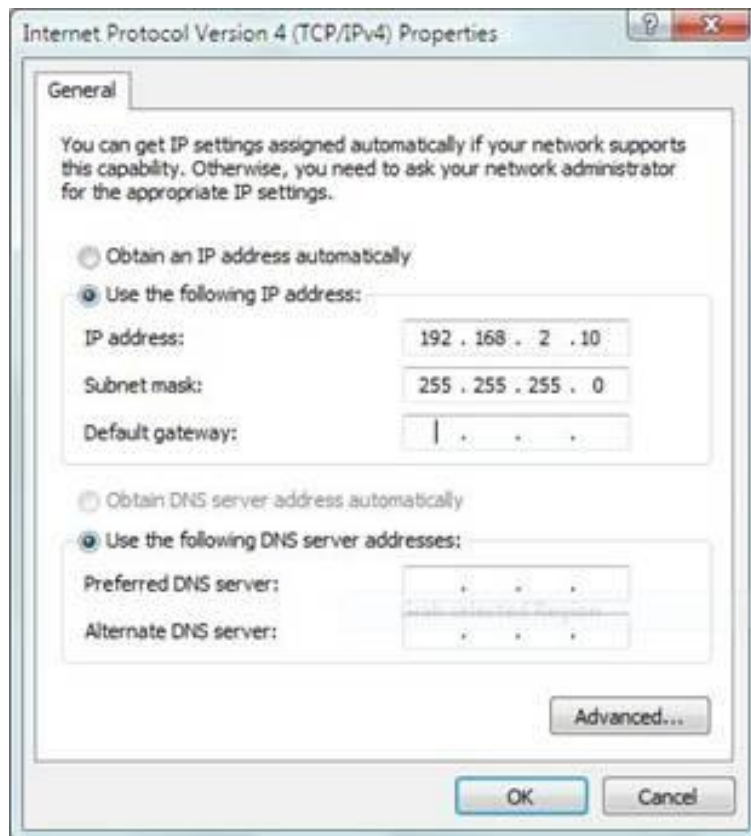 Internet Protocol Version 4 (TCP/IPv4) Properties
General
You can get IP settings assigned automatically if your network supports
this capability. Otherwise, you need to ask your network administrator
for the appropriate IP settings.
Obtain an IP address automatically
Use the following IP address:
IP address: 192 . 168 . 2 . 10
Subnet mask: 255 . 255 . 255 . 0
Default gateway: . . .
Obtain DNS server address automatically
Use the following DNS server addresses:
Preferred DNS server: . . .
selected Region
Alternate DNS server: . . .
Advanced...
OK Cancel